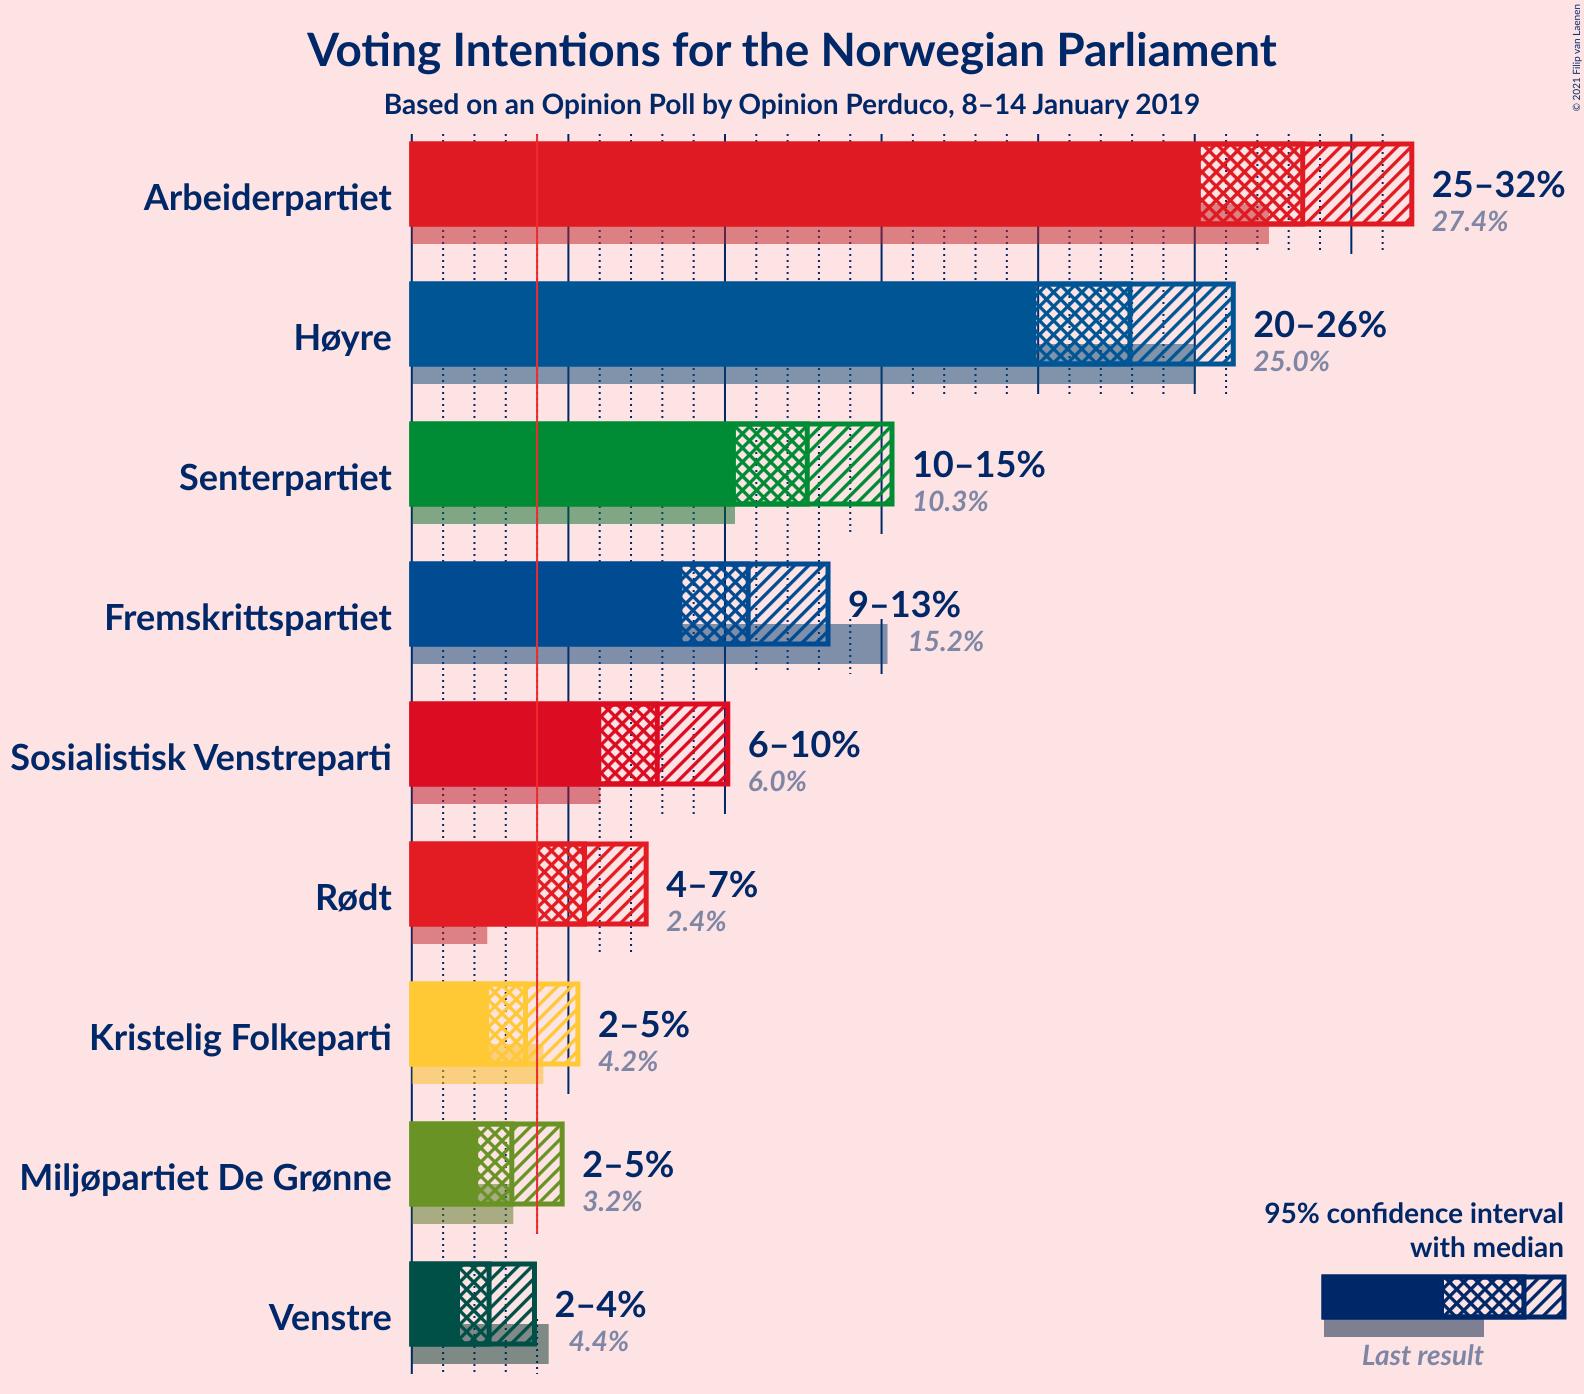 Voting Intentions for the Norwegian Parliament
Based on an Opinion Poll by Opinion Perduco, 8–14 January 2019
© 2021 Filip van Laenen
Arbeiderpartiet
25–32%
27.4%
Høyre
20–26%
25.0%
Senterpartiet
10–15%
10.3%
Fremskrittspartiet
9–13%
15.2%
Sosialistisk Venstreparti
6–10%
6.0%
Rødt
4–7%
2.4%
Kristelig Folkeparti
2–5%
4.2%
Miljøpartiet De Grønne
2–5%
3.2%
Venstre
2–4%
4.4%
95% confidence interval
with median
Last result